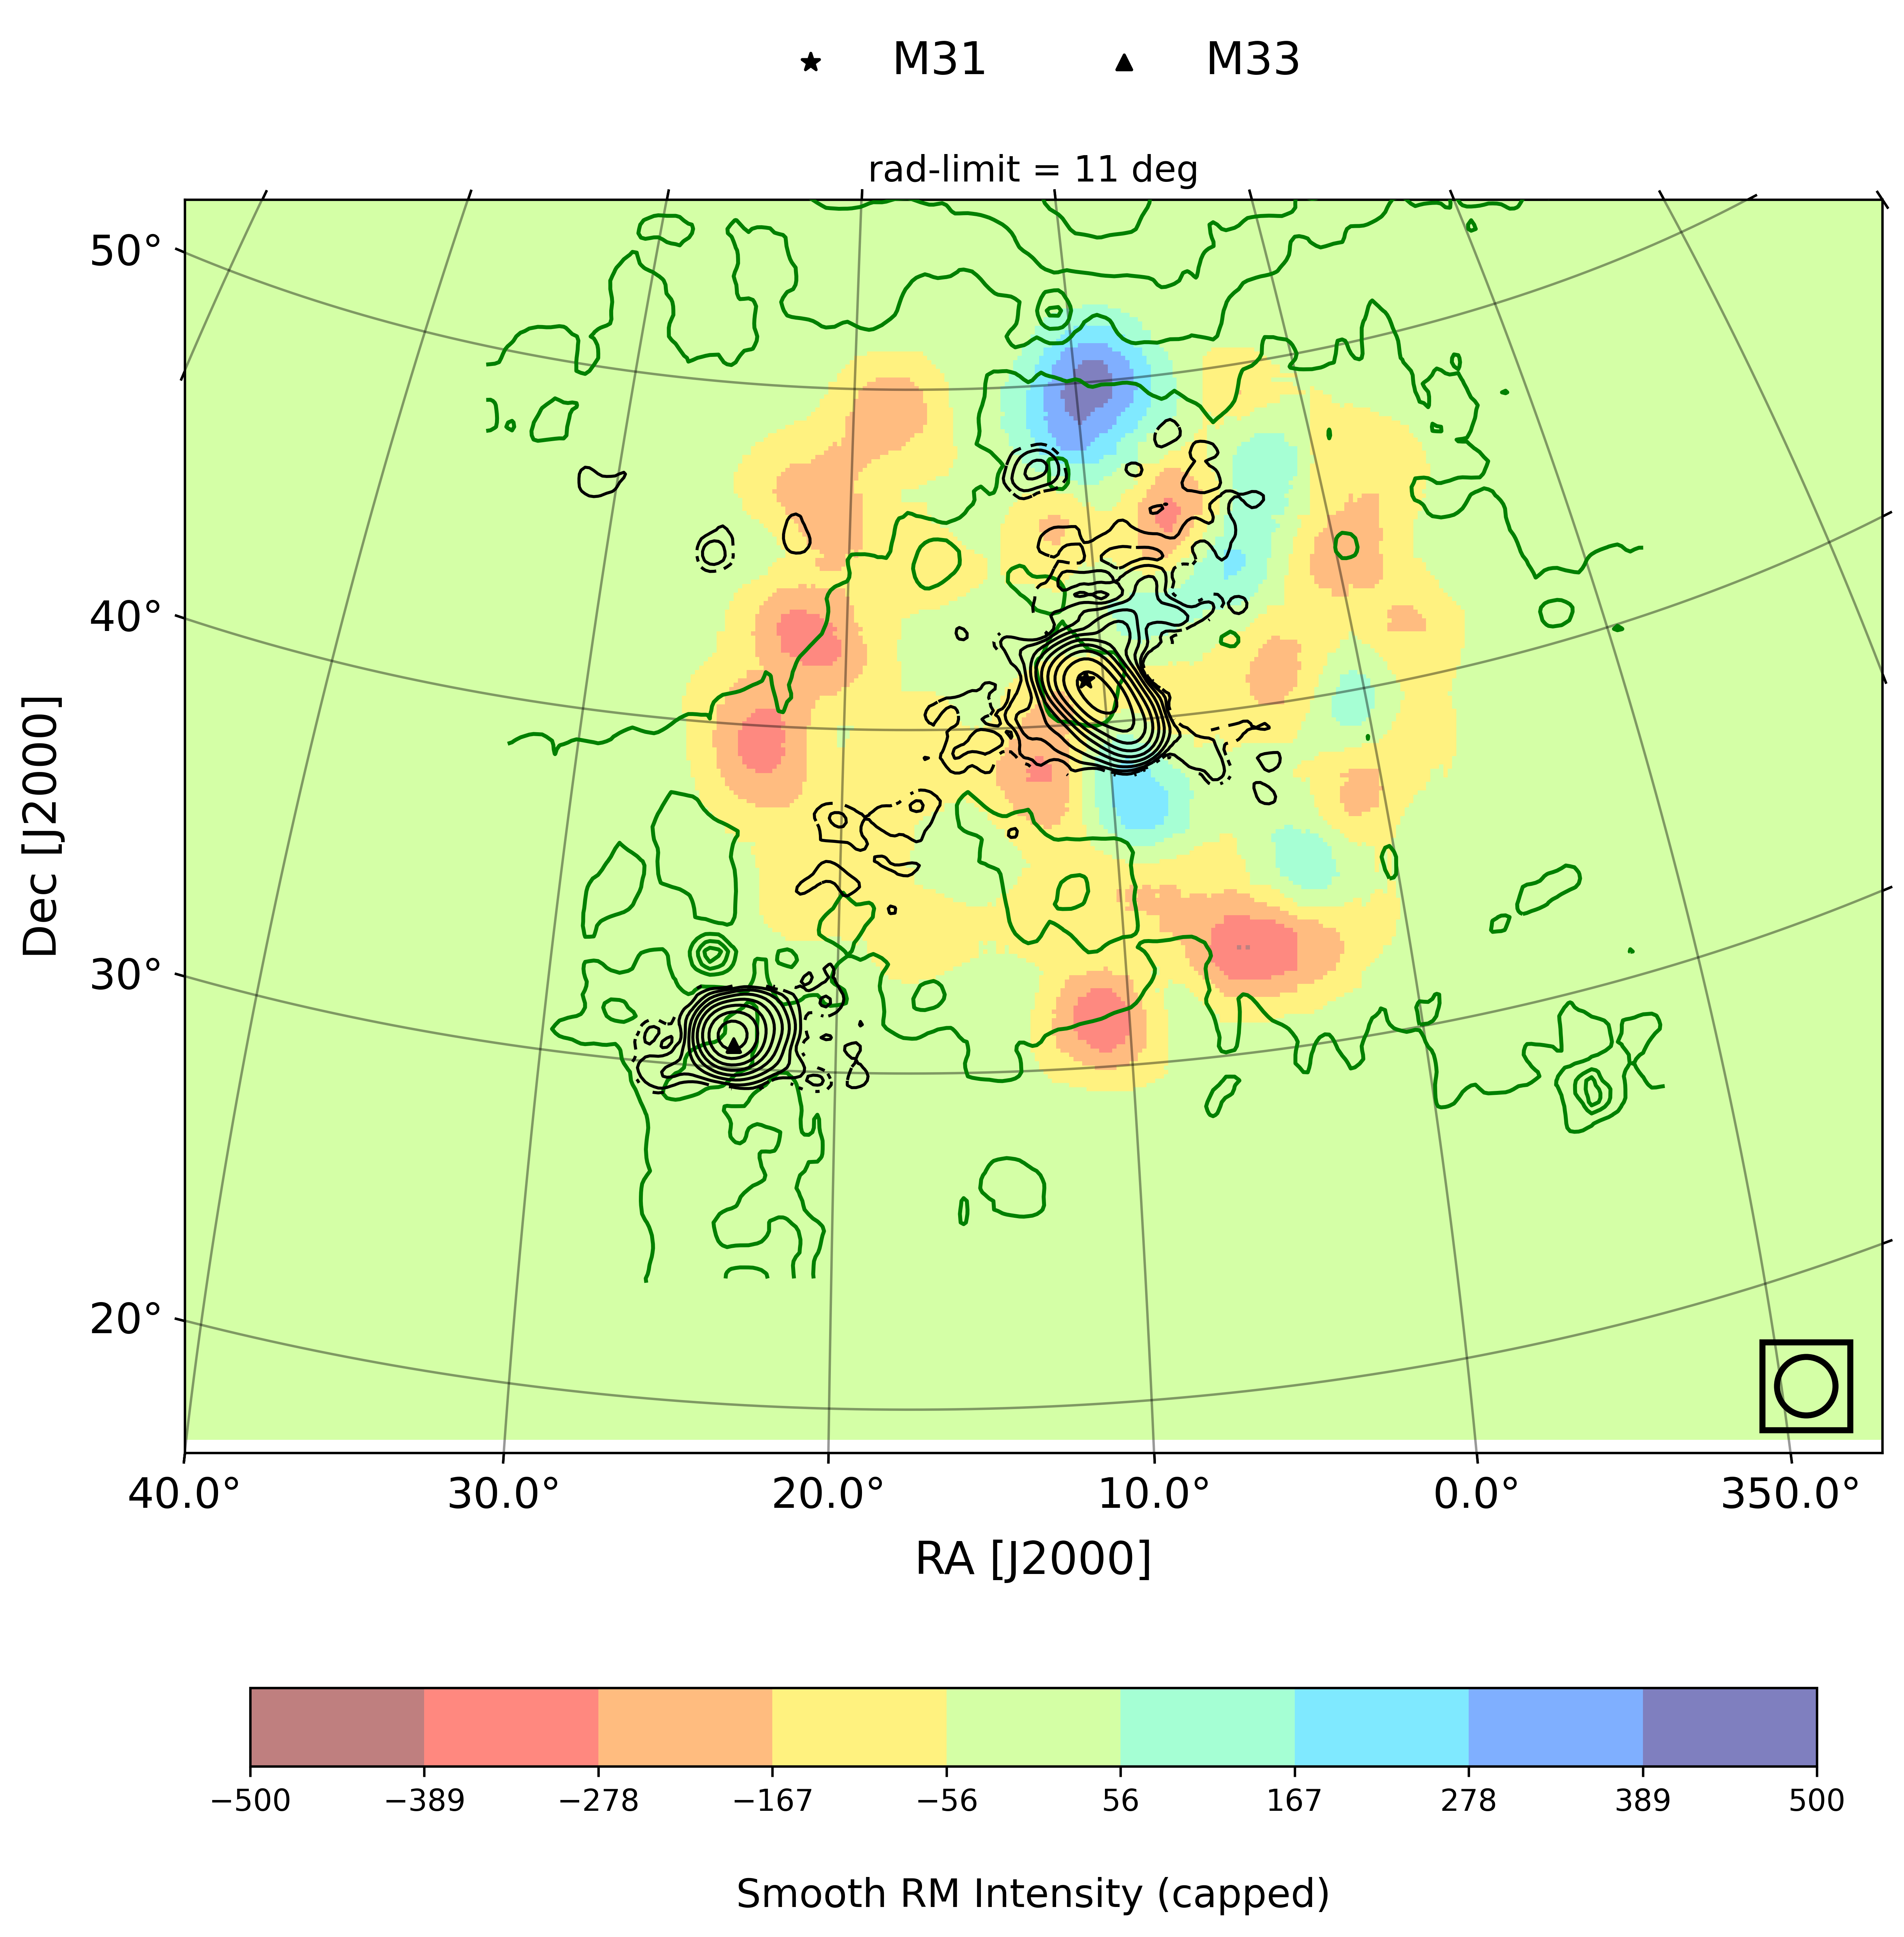 M31 M33
rad-limit = 11 deg
50°
40°
30°
20°
Dec [J2000]
40.0° 30.0° 20.0° 10.0° 0.0° 350.0°
RA [J2000]
−500 −389 −278 −167 −56 56 167 278 389 500
Smooth RM Intensity (capped)